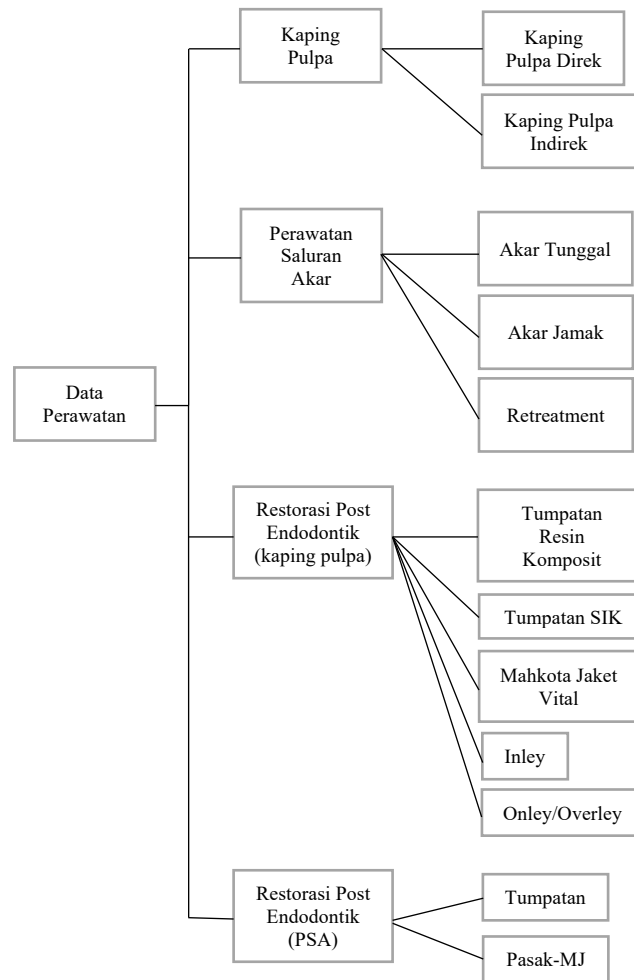 Kaping
Pulpa
Kaping
Pulpa Direk
Kaping Pulpa
Indirek
Perawatan
Saluran
Akar
Akar Tunggal
Akar Jamak
Retreatment
Data
Perawatan
Restorasi Post
Endodontik
(kaping pulpa)
Tumpatan
Resin
Komposit
Tumpatan SIK
Mahkota Jaket
Vital
Inley
Onley/Overley
Restorasi Post
Endodontik
(PSA)
Tumpatan
Pasak-MJ